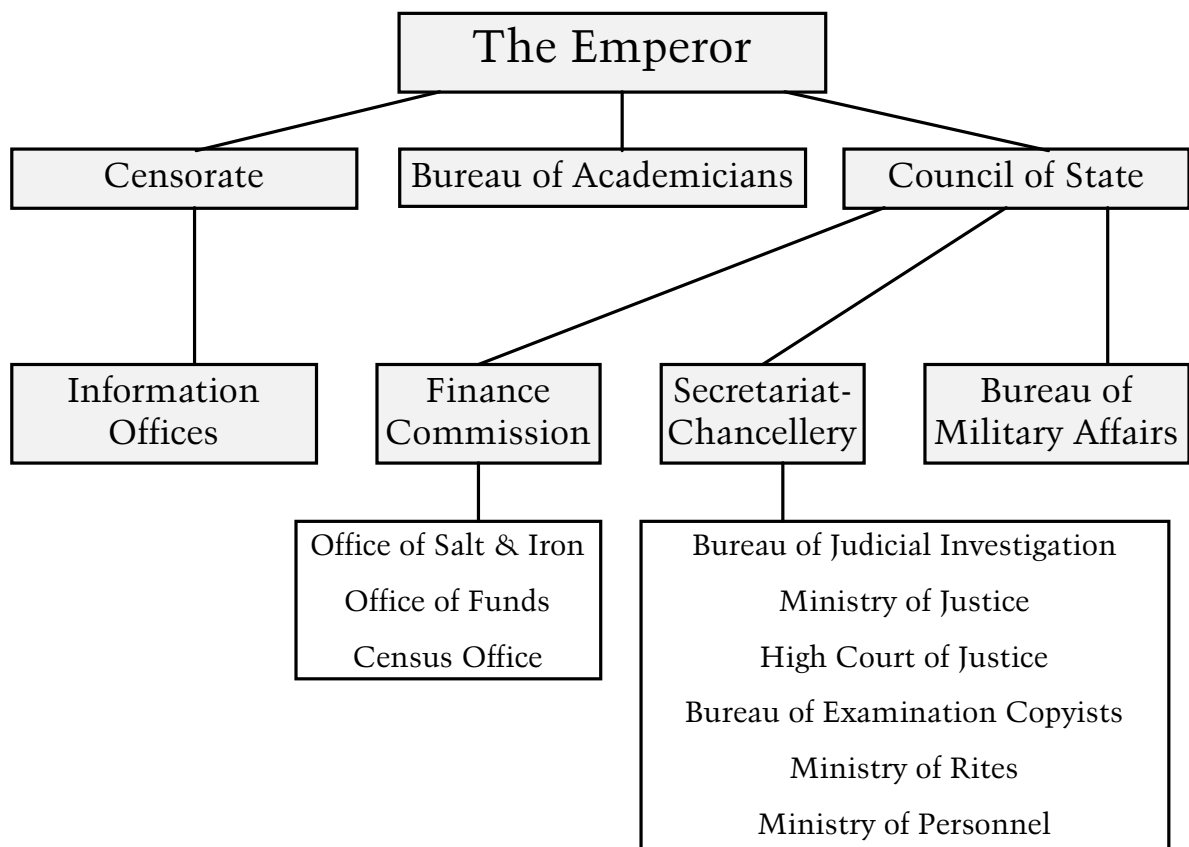 The Emperor
Censorate
Bureau of Academicians
Council of State
Information
Offices
Finance
Commission
Secretariat-
Chancellery
Bureau of
Military Affairs
Office of Salt & Iron
Office of Funds
Census Office
Bureau of Judicial Investigation
Ministry of Justice
High Court of Justice
Bureau of Examination Copyists
Ministry of Rites
Ministry of Personnel